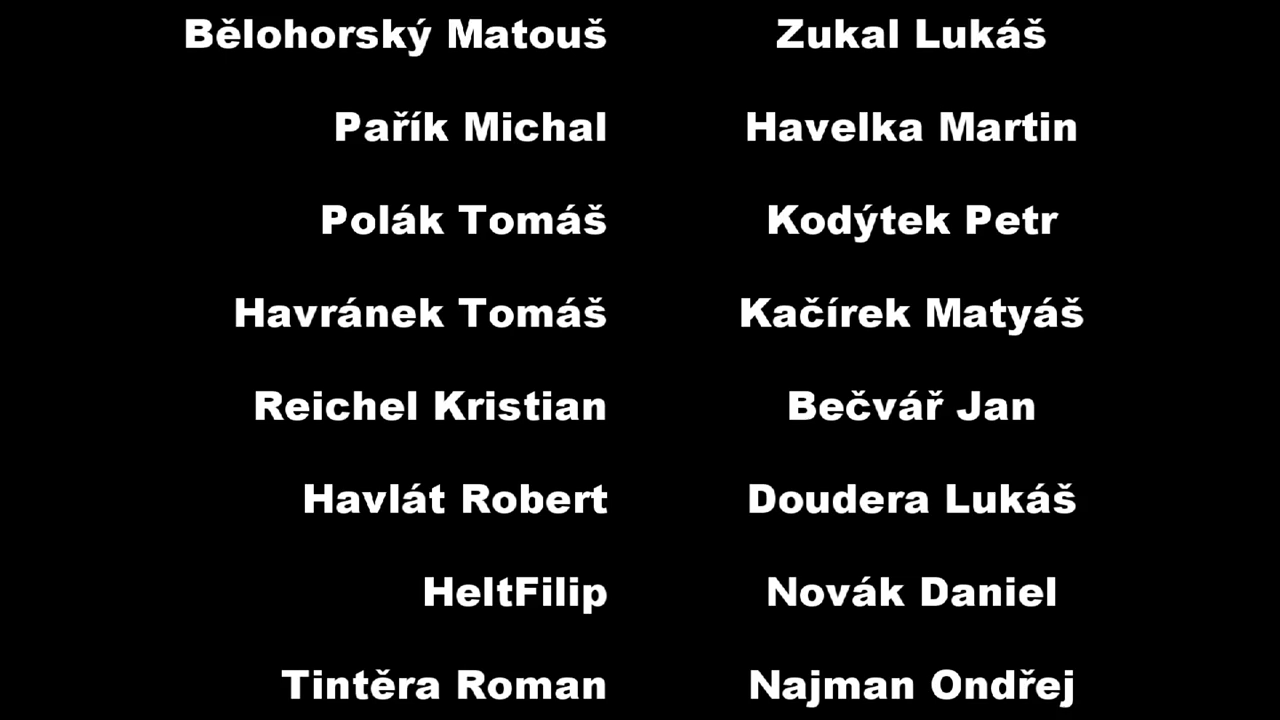 Bělohorský Matouš Zukal Lukáš
Pařík Michal Havelka Martin
Polák Tomáš Kodýtek Petr
Havránek Tomáš Kačírek Matyáš
Reichel Kristian Bečvář Jan
Havlát Robert Doudera Lukáš
HeltFilip Novák Daniel
Tintěra Roman Najman Ondřej